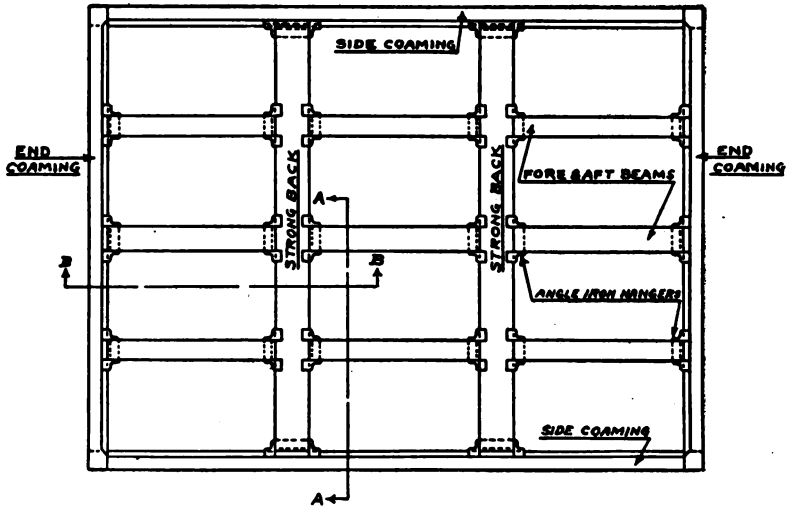 SIDE COAMING
END
COAMING
STRONG BACK
STRONG BACK
END
COAMING
FORE & AFT BEAMS
A
B
B
ANGLE IRON HANGERS
SIDE COAMING
A